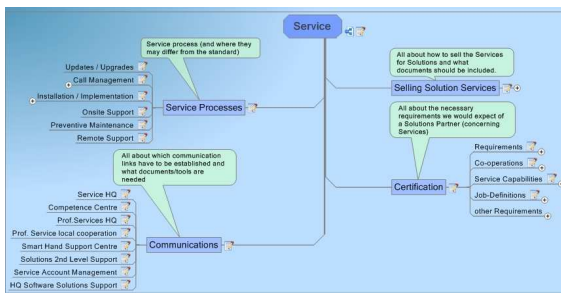 Service
Service process (and where they
may differ from the standard)
Updates / Upgrades
Call Management
Installation / Implementation
Onsite Support
Preventive Maintenance
Remote Support
Service Processes
All about how to sell the Services
for Solutions and what
documents should be included.
Selling Solution Services
All about the necessary
requirements we would expect of
a Solutions Partner (concerning
Services)
Requirements
Co-operations
Service Capabilities
Job-Definitions
other Requirements
Certification
All about which communication
links have to be established and
what documents/tools are
needed
Service HQ
Competence Centre
Prof.Services HQ
Prof. Service local cooperation
Smart Hand Support Centre
Solutions 2nd Level Support
Service Account Management
HQ Software Solutions Support
Communications